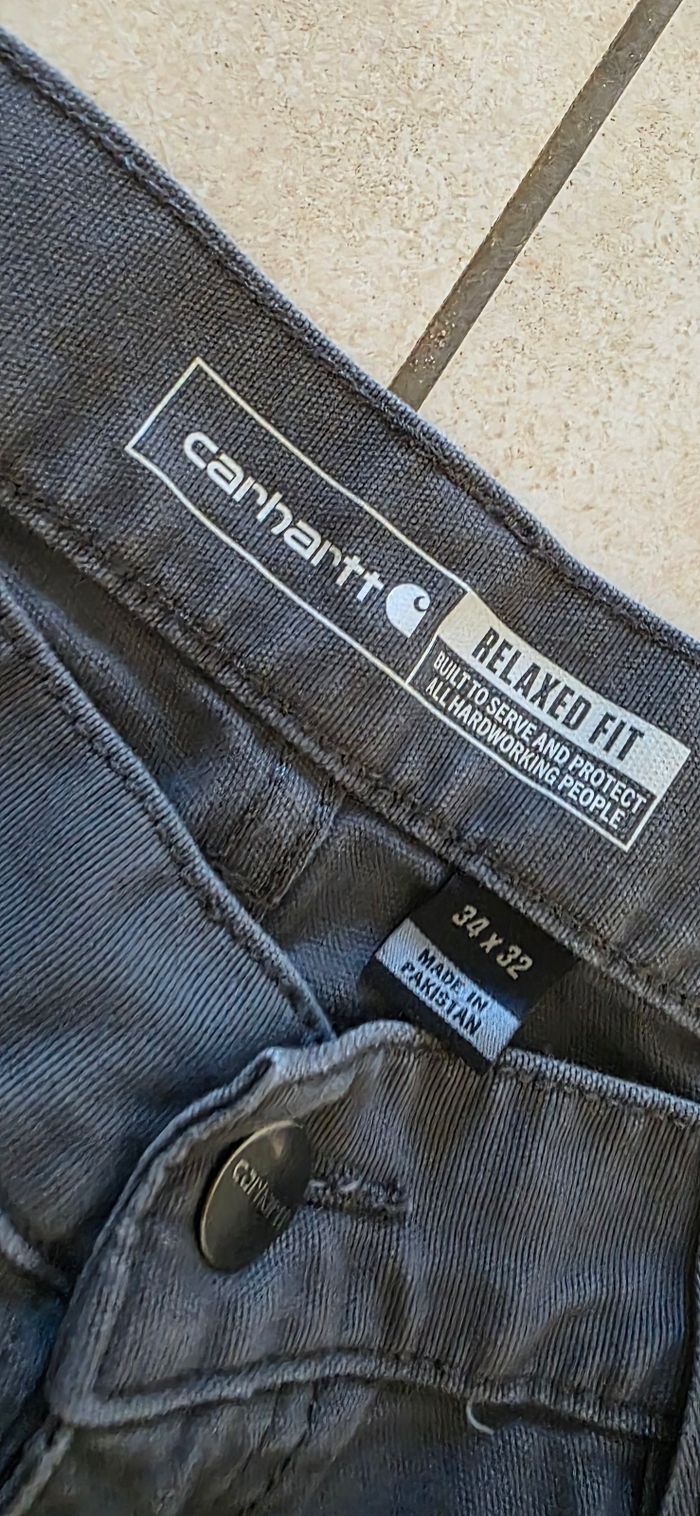 carhartt
RELAXED FIT
BUILT TO SERVE AND PROTECT
ALL HARDWORKING PEOPLE
34 x 32
MADE IN
PAKISTAN
carhartt